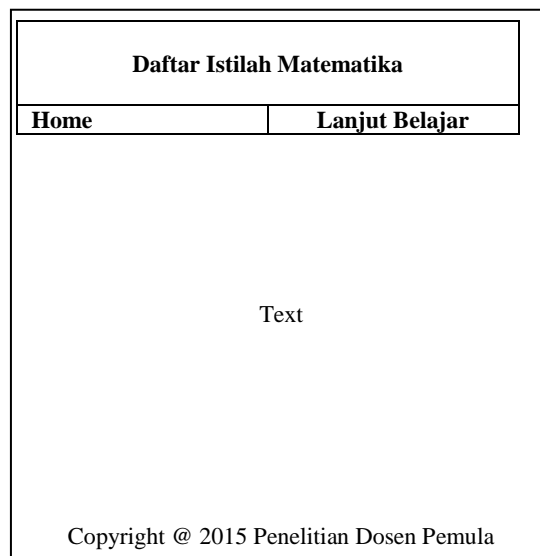 Daftar Istilah Matematika
Home Lanjut Belajar
Text
Copyright @ 2015 Penelitian Dosen Pemula